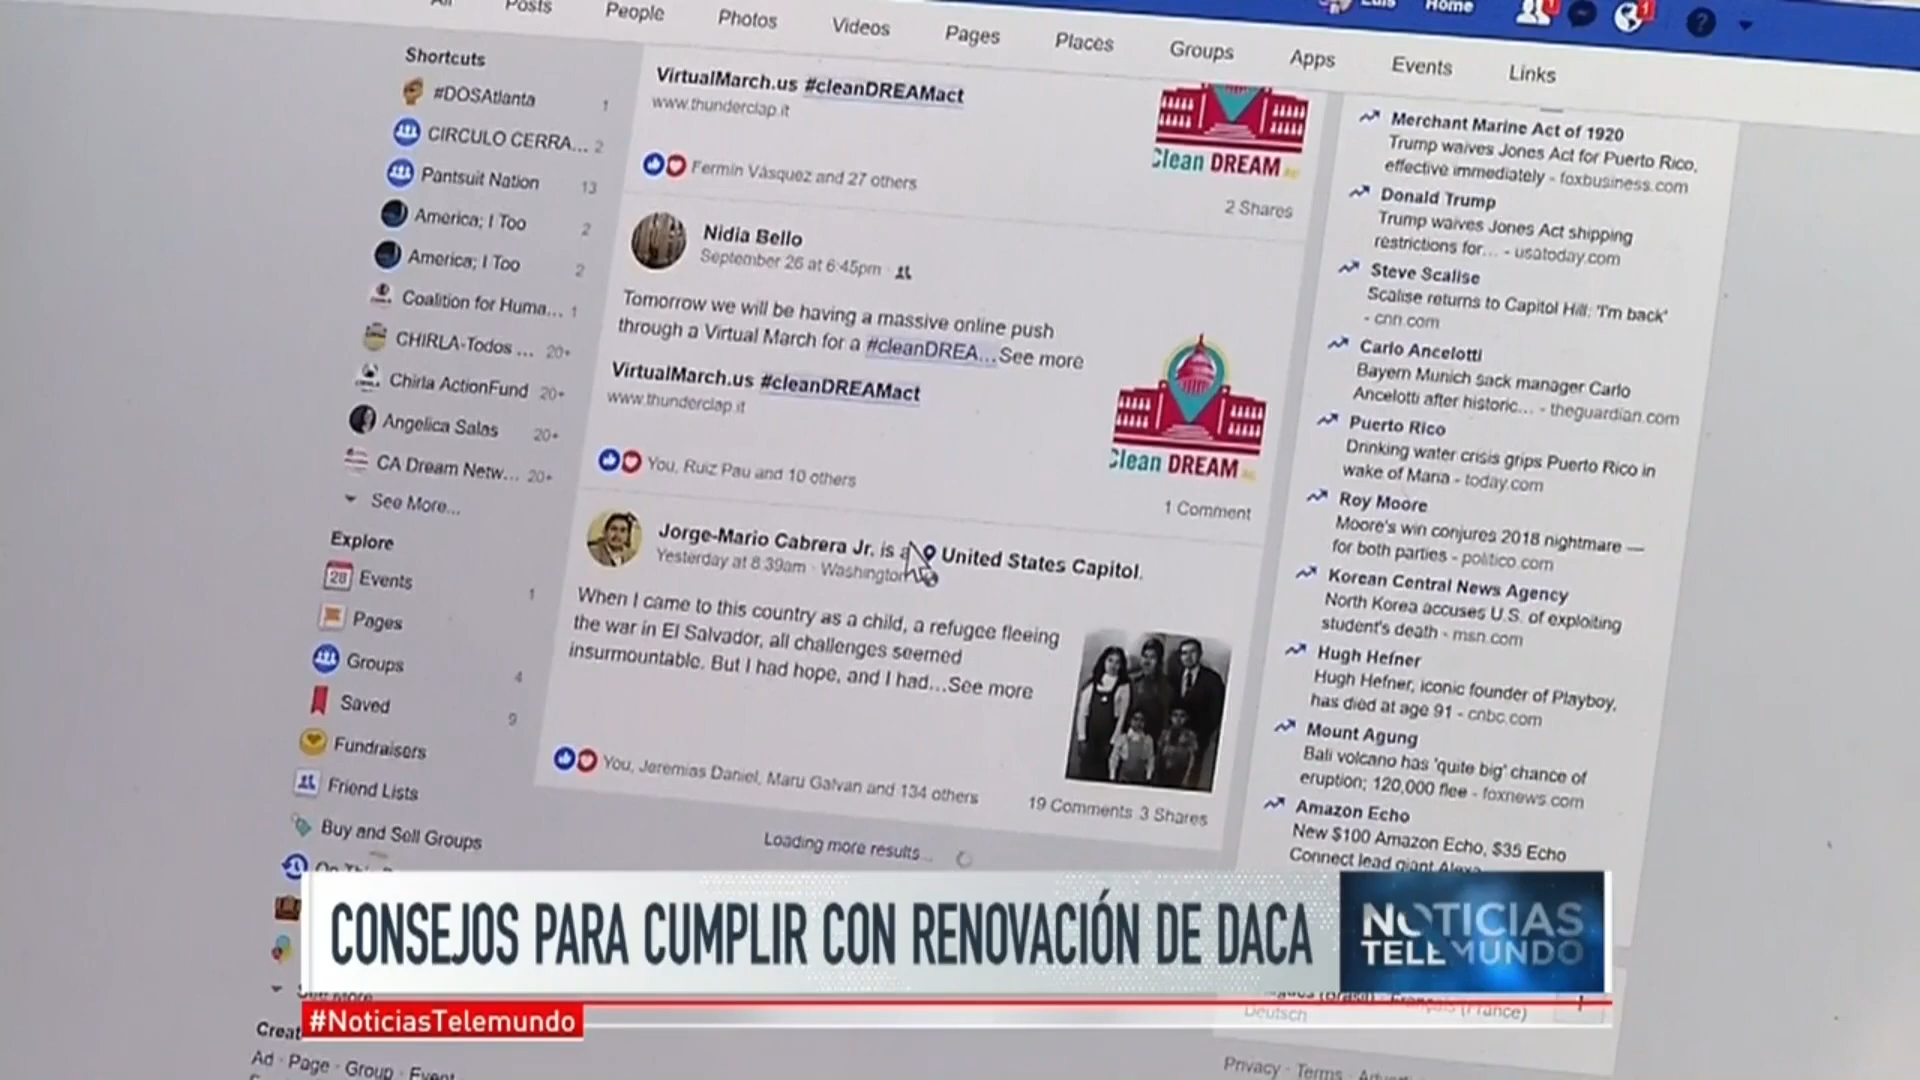 All
Posts
People
Photos
Videos
Pages
Places
Groups
Apps
Events
Links
Luis
Home
1
1
?
Shortcuts
#DOSAtlanta 1
CIRCULO CERRA... 2
Pantsuit Nation 13
America; I Too 2
America; I Too 2
Coalition for Huma... 1
CHIRLA-Todos ... 20+
Chirla ActionFund 20+
Angelica Salas 20+
CA Dream Netw... 20+
See More...
Explore
28
Events 1
Pages
Groups 4
Saved 9
Fundraisers
Friend Lists
Buy and Sell Groups
See More
Ad · Page · Group · Event
VirtualMarch.us #cleanDREAMact
www.thunderclap.it
Clean DREAM
Fermin Vásquez and 27 others
2 Shares
Nidia Bello
September 26 at 6:45pm
Tomorrow we will be having a massive online push
through a Virtual March for a #cleanDREA...See more
VirtualMarch.us #cleanDREAMact
www.thunderclap.it
Clean DREAM
You, Ruiz Pau and 10 others
1 Comment
Jorge-Mario Cabrera Jr. is at United States Capitol.
Yesterday at 8:39am · Washington
When I came to this country as a child, a refugee fleeing
the war in El Salvador, all challenges seemed
insurmountable. But I had hope, and I had...See more
You, Jeremias Daniel, Maru Galvan and 134 others
19 Comments 3 Shares
Loading more results...
Merchant Marine Act of 1920
Trump waives Jones Act for Puerto Rico,
effective immediately - foxbusiness.com
Donald Trump
Trump waives Jones Act shipping
restrictions for... - usatoday.com
Steve Scalise
Scalise returns to Capitol Hill: 'I'm back'
- cnn.com
Carlo Ancelotti
Bayern Munich sack manager Carlo
Ancelotti after historic... - theguardian.com
Puerto Rico
Drinking water crisis grips Puerto Rico in
wake of Maria - today.com
Roy Moore
Moore's win conjures 2018 nightmare —
for both parties - politico.com
Korean Central News Agency
North Korea accuses U.S. of exploiting
student's death - msn.com
Hugh Hefner
Hugh Hefner, iconic founder of Playboy,
has died at age 91 - cnbc.com
Mount Agung
Bali volcano has 'quite big' chance of
eruption; 120,000 flee - foxnews.com
Amazon Echo
New $100 Amazon Echo, $35 Echo
Connect lead giant Alexa
(Brasil) · Français (France)
Deutsch
Privacy · Terms
CONSEJOS PARA CUMPLIR CON RENOVACIÓN DE DACA
NOTICIAS
TELEMUNDO
#NoticiasTelemundo